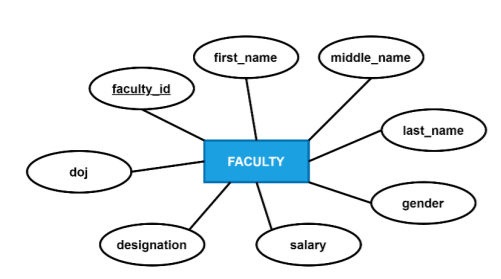 first_name
middle_name
faculty_id
last_name
FACULTY
doj
gender
designation
salary